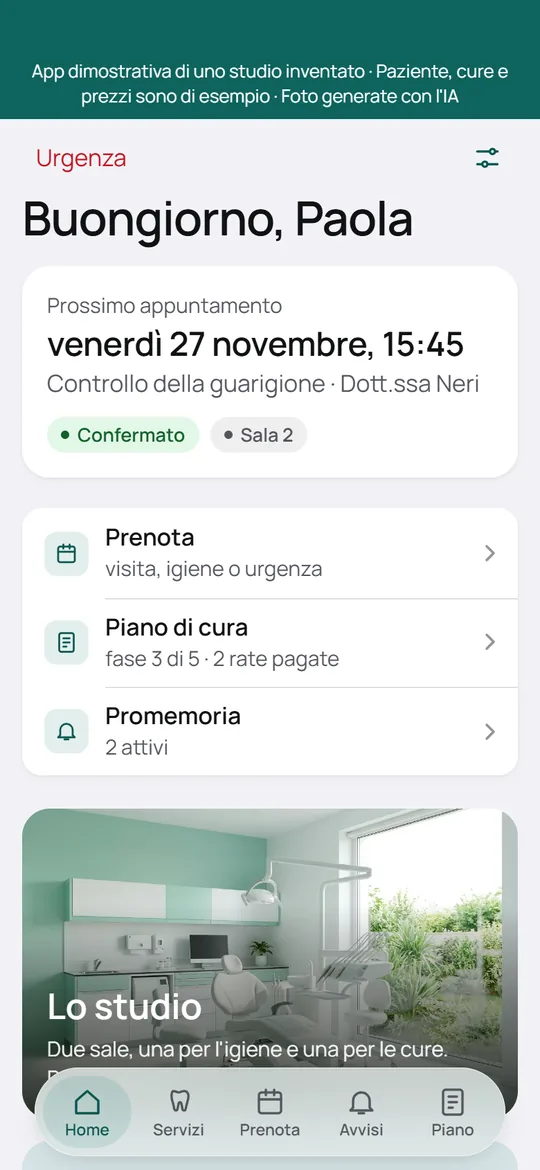 App dimostrativa di uno studio inventato · Paziente, cure e
prezzi sono di esempio · Foto generate con l'IA
Urgenza
Buongiorno, Paola
Prossimo appuntamento
venerdì 27 novembre, 15:45
Controllo della guarigione · Dott.ssa Neri
Confermato
Sala 2
Prenota
visita, igiene o urgenza
Piano di cura
fase 3 di 5 · 2 rate pagate
Promemoria
2 attivi
Lo studio
Due sale, una per l'igiene e una per le cure.
Home
Servizi
Prenota
Avvisi
Piano